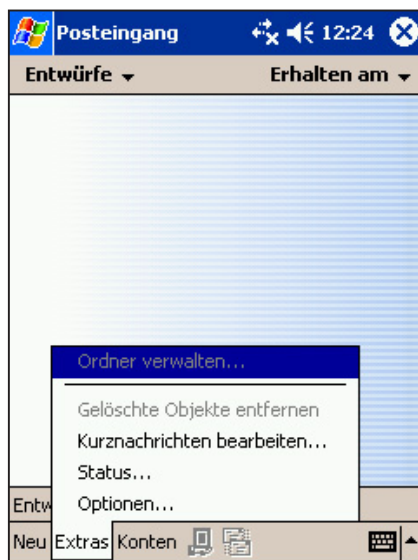 Posteingang 12:24
Entwürfe Erhalten am
Ordner verwalten...
Gelöschte Objekte entfernen
Kurznachrichten bearbeiten...
Status...
Entw Optionen...
Neu Extras Konten